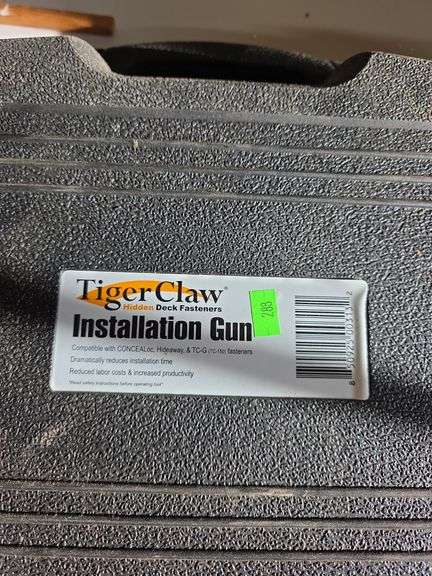 TigerClaw®
Hidden Deck Fasteners
Installation Gun
288
Compatible with CONCEALoc, Hideaway, & TC-G (TC-150) fasteners
Dramatically reduces installation time
Reduced labor costs & increased productivity
*Read safety instructions before operating tool*